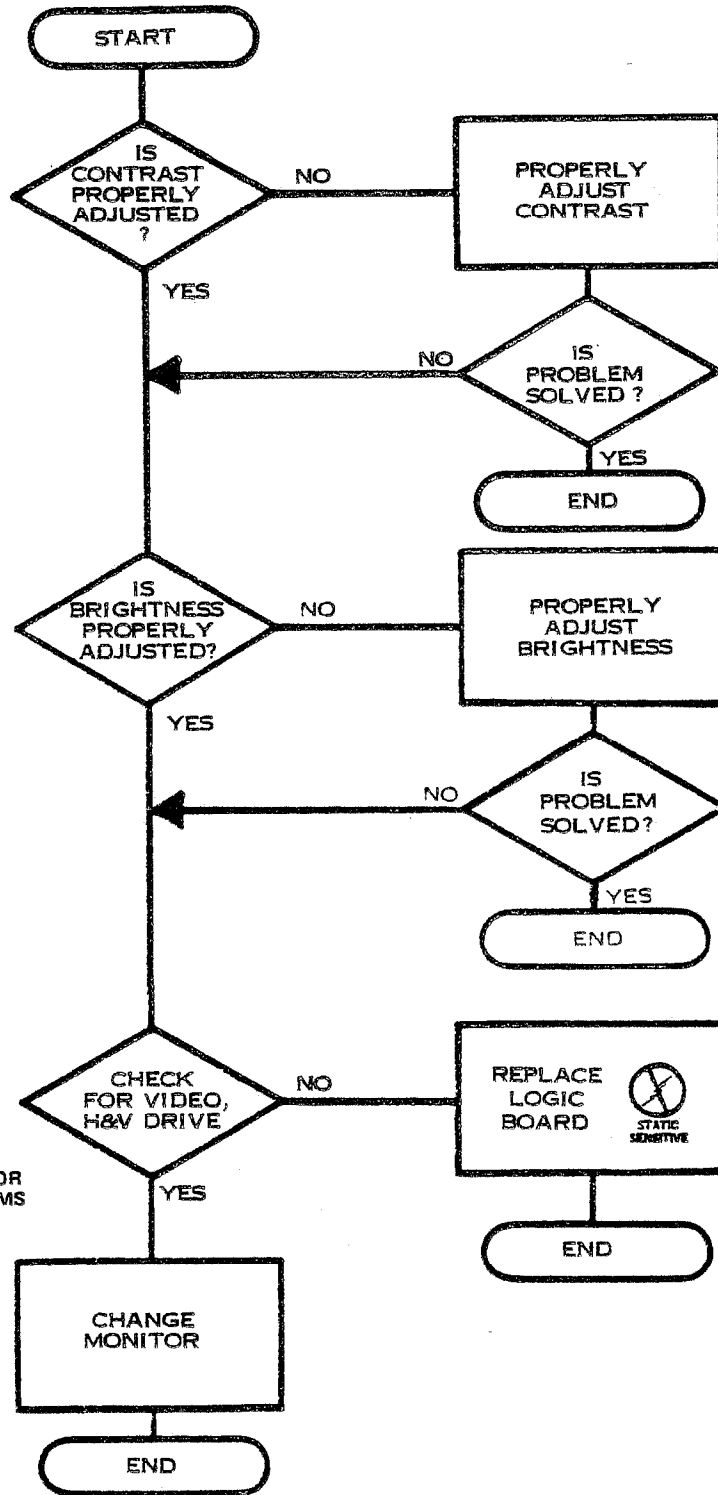 START
IS
CONTRAST
PROPERLY
ADJUSTED
?
NO
PROPERLY
ADJUST
CONTRAST
YES
NO
IS
PROBLEM
SOLVED ?
YES
END
IS
BRIGHTNESS
PROPERLY
ADJUSTED?
NO
PROPERLY
ADJUST
BRIGHTNESS
YES
NO
IS
PROBLEM
SOLVED?
YES
END
CHECK
FOR VIDEO,
H&V DRIVE
NO
REPLACE
LOGIC
BOARD
STATIC
SENSITIVE
YES
END
CHANGE
MONITOR
END